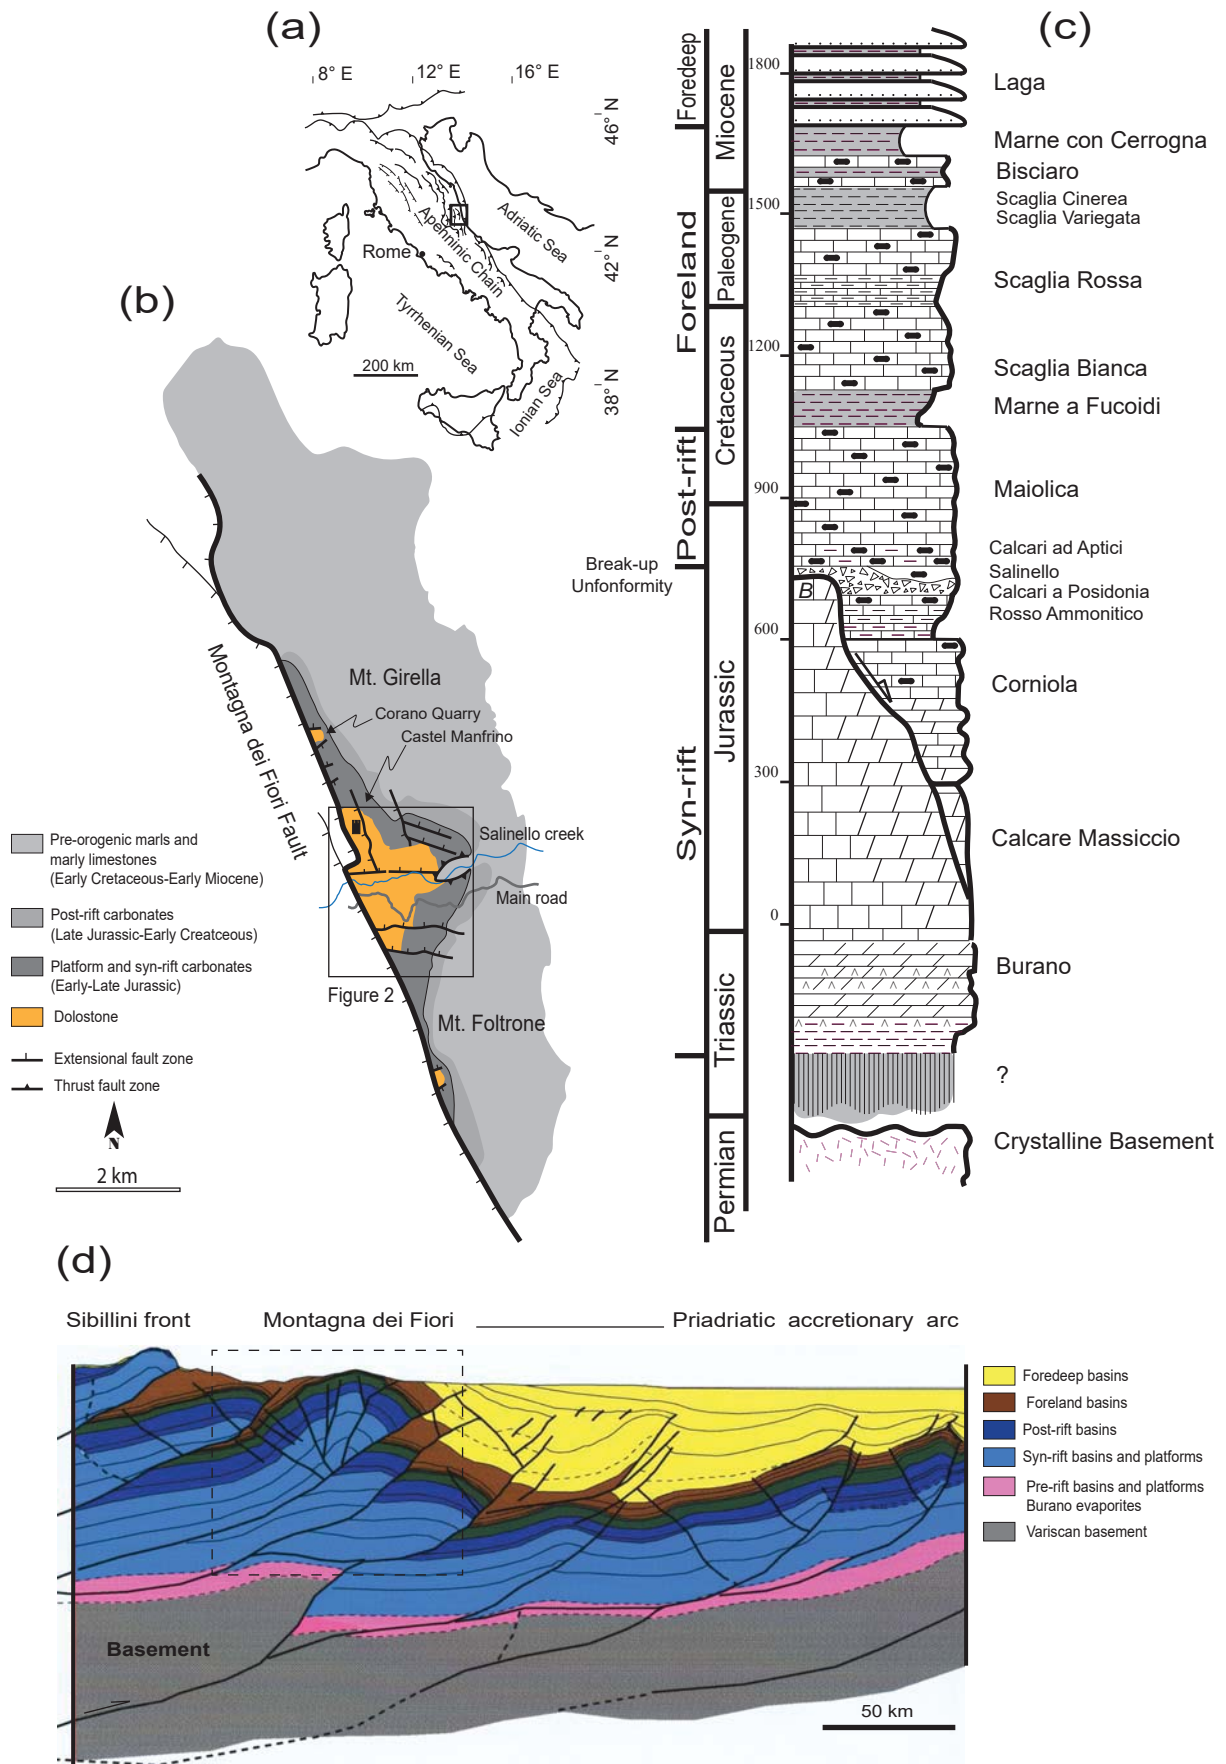 (a)
8° E
12° E
16° E
46° N
42° N
38° N
Adriatic Sea
Apenninic Chain
Rome
Tyrrhenian Sea
Ionian Sea
200 km
(b)
Montagna dei Fiori Fault
Mt. Girella
Corano Quarry
Castel Manfrino
Salinello creek
Main road
Figure 2
Mt. Foltrone
Pre-orogenic marls and
marly limestones
(Early Cretaceous-Early Miocene)
Post-rift carbonates
(Late Jurassic-Early Creatceous)
Platform and syn-rift carbonates
(Early-Late Jurassic)
Dolostone
Extensional fault zone
Thrust fault zone
N
2 km
(c)
Foredeep
Foreland
Post-rift
Break-up
Unfonformity
Syn-rift
Miocene
Paleogene
Cretaceous
Jurassic
Triassic
Permian
1800
1500
1200
900
600
300
0
B
Laga
Marne con Cerrogna
Bisciaro
Scaglia Cinerea
Scaglia Variegata
Scaglia Rossa
Scaglia Bianca
Marne a Fucoidi
Maiolica
Calcari ad Aptici
Salinello
Calcari a Posidonia
Rosso Ammonitico
Corniola
Calcare Massiccio
Burano
?
Crystalline Basement
(d)
Sibillini front
Montagna dei Fiori
Priadriatic accretionary arc
Basement
50 km
Foredeep basins
Foreland basins
Post-rift basins
Syn-rift basins and platforms
Pre-rift basins and platforms
Burano evaporites
Variscan basement